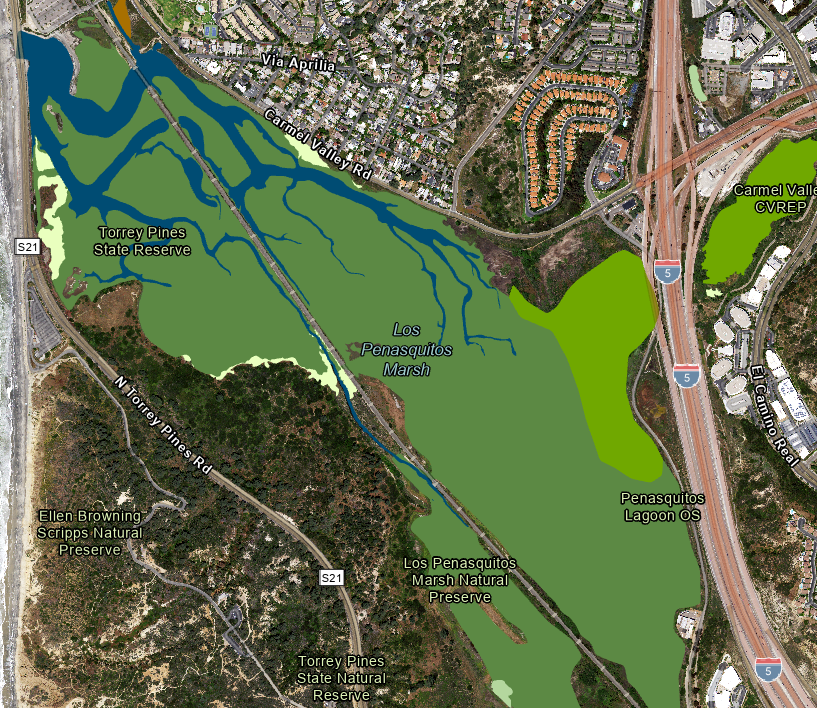 Via Aprilia
Carmel Valley Rd
Carmel Valle
CVREP
S21
Torrey Pines
State Reserve
5
Los
Penasquitos
Marsh
5
N Torrey Pines Rd
El Camino Real
Penasquitos
Lagoon OS
Ellen Browning
Scripps Natural
Preserve
Los Penasquitos
Marsh Natural
Preserve
S21
Torrey Pines
State Natural
Reserve
5